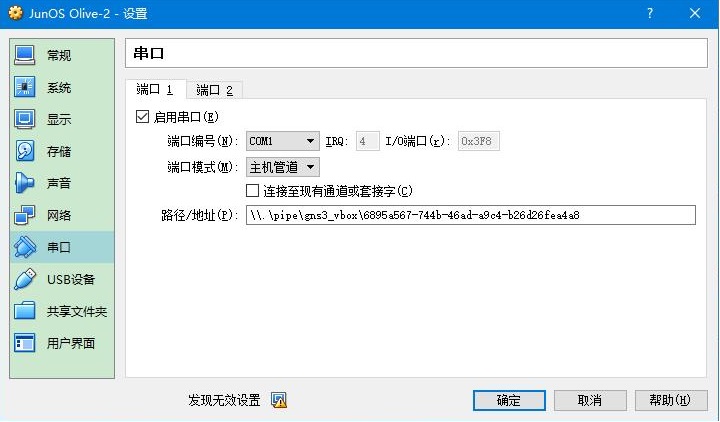 JunOS Olive-2 - 设置
常规
系统
显示
存储
声音
网络
串口
USB设备
共享文件夹
用户界面
串口
端口 1 端口 2
启用串口(E)
端口编号(N): COM1 IRQ: 4 I/O端口(r): 0x3F8
端口模式(M): 主机管道
连接至现有通道或套接字(C)
路径/地址(P): \\.\pipe\gns3_vbox\6895a567-744b-46ad-a9c4-b26d26fea4a8
发现无效设置 确定 取消 帮助(H)